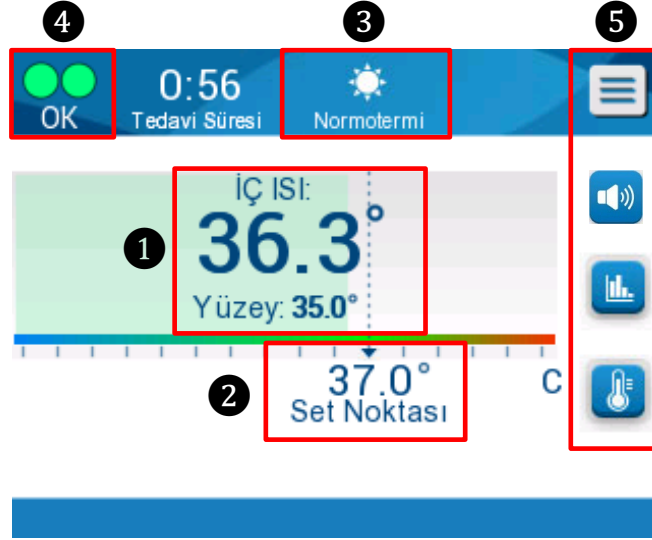 4
3
5
OK
0:56
Tedavi Süresi
Normotermi
1
İÇ ISI:
36.3°
Yüzey: 35.0°
2
37.0°
C
Set Noktası